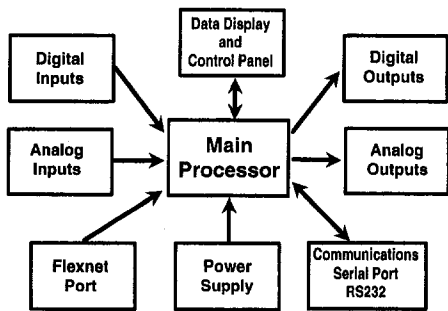 Data Display
and
Control Panel
Digital
Inputs
Digital
Outputs
Analog
Inputs
Main
Processor
Analog
Outputs
Flexnet
Port
Power
Supply
Communications
Serial Port
RS232